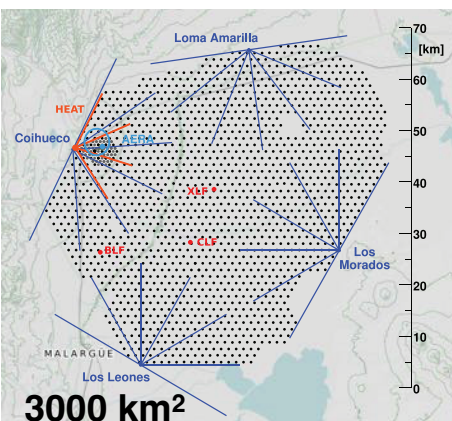 70
Loma Amarilla
[km]
60
HEAT
50
Coihueco
AERA
40
XLF
30
CLF
BLF
Los
Morados
20
10
MALARGUE
Los Leones
0
3000 km²